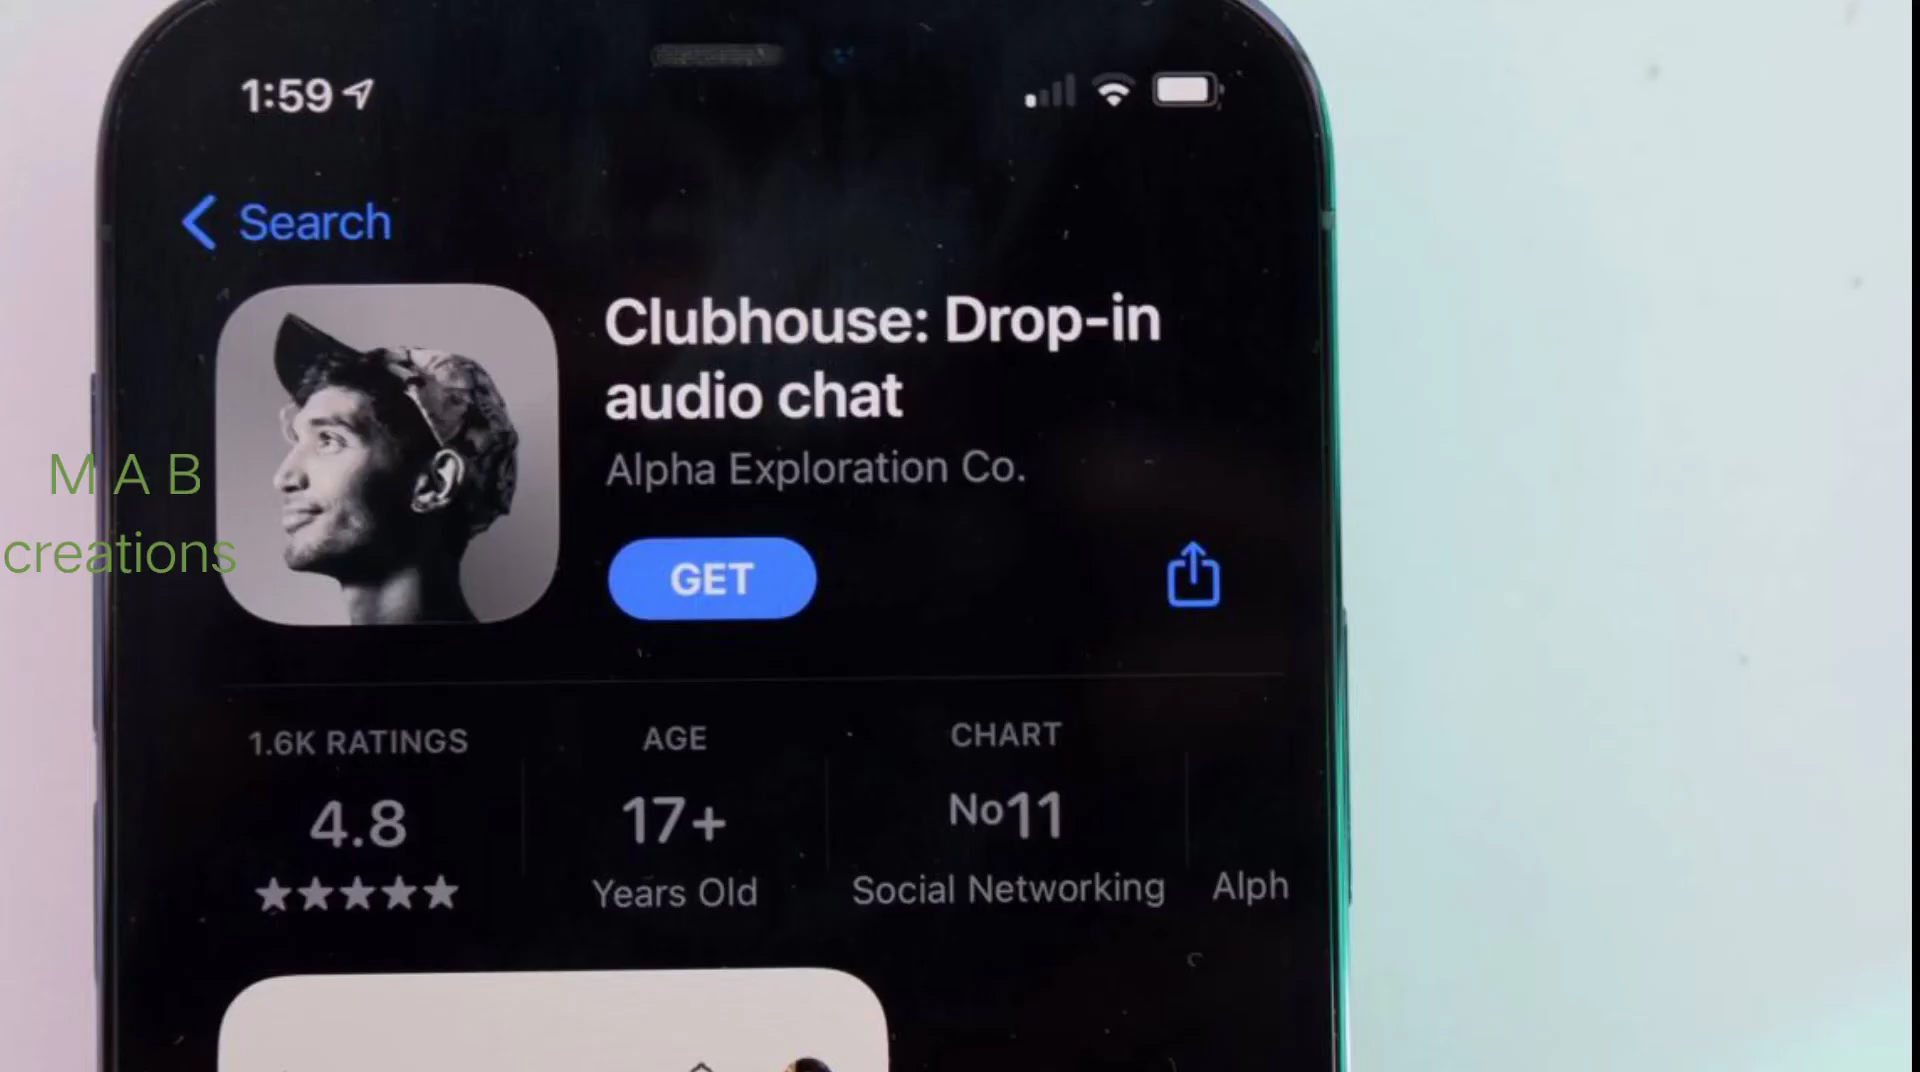 1:59
Search
Clubhouse: Drop-in
audio chat
Alpha Exploration Co.
GET
M A B
creations
1.6K RATINGS
4.8
AGE
17+
Years Old
CHART
No11
Social Networking
Alph